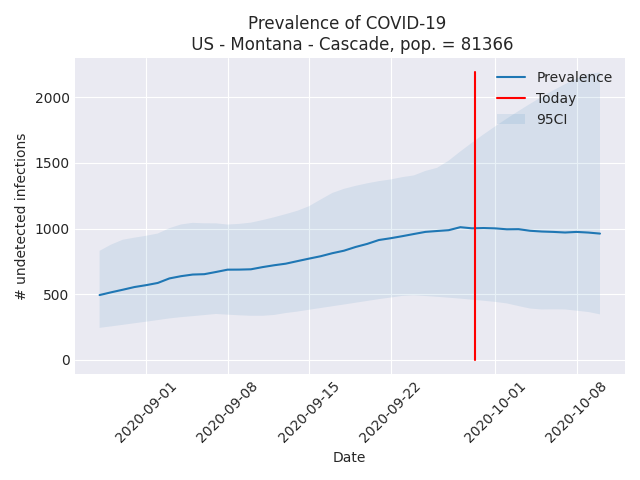 Prevalence of COVID-19
US - Montana - Cascade, pop. = 81366
Prevalence
Today
95CI
# undetected infections
2000
1500
1000
500
0
2020-09-01
2020-09-08
2020-09-15
2020-09-22
2020-10-01
2020-10-08
Date